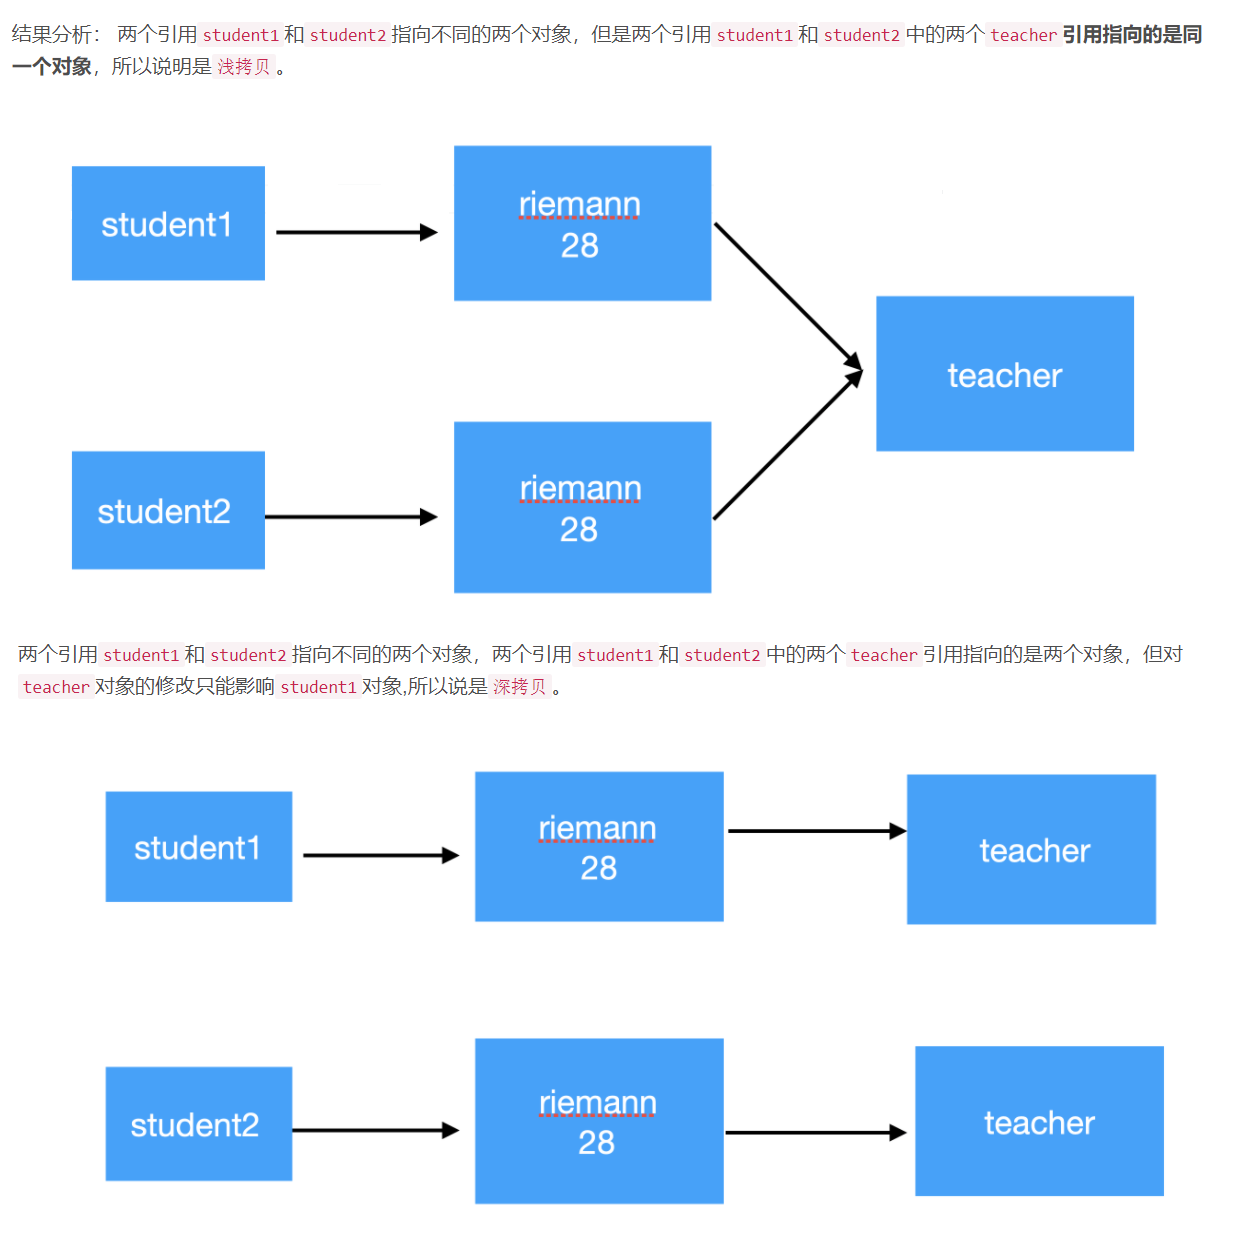 结果分析： 两个引用 student1 和 student2 指向不同的两个对象，但是两个引用 student1 和 student2 中的两个 teacher 引用指向的是同
一个对象，所以说明是 浅拷贝 。
student1
riemann
28
teacher
student2
riemann
28
两个引用 student1 和 student2 指向不同的两个对象，两个引用 student1 和 student2 中的两个 teacher 引用指向的是两个对象，但对
teacher 对象的修改只能影响 student1 对象,所以说是 深拷贝 。
student1
riemann
28
teacher
student2
riemann
28
teacher